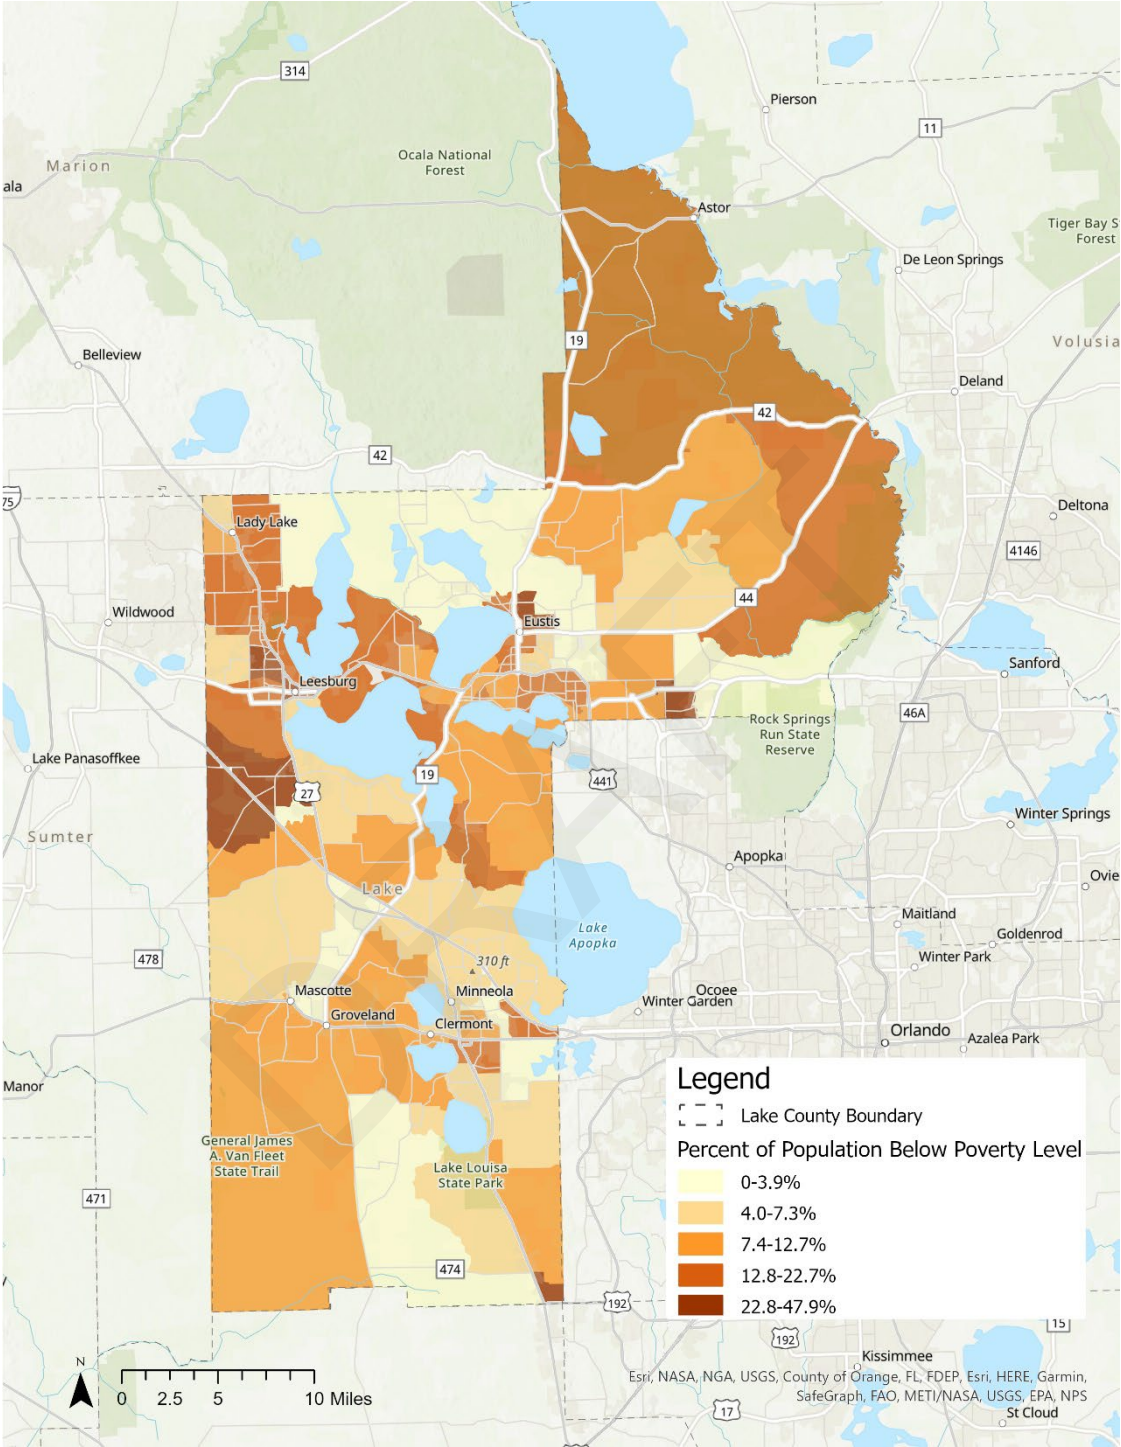 314
Pierson
11
Ocala National
Forest
Marion
ala
Astor
Tiger Bay S
Forest
De Leon Springs
19
Volusia
Belleview
Deland
42
42
75
Lady Lake
Deltona
4146
44
Wildwood
Eustis
Sanford
Leesburg
46A
Rock Springs
Run State
Reserve
Lake Panasoffkee
19
441
27
Winter Springs
Sumter
Apopka
Ovie
Lake
Maitland
Lake
Apopka
Goldenrod
478
310 ft
Winter Park
Mascotte
Minneola
Ocoee
Winter Garden
Groveland
Clermont
Orlando
Azalea Park
Manor
Legend
Lake County Boundary
Percent of Population Below Poverty Level
0-3.9%
4.0-7.3%
7.4-12.7%
12.8-22.7%
22.8-47.9%
General James
A. Van Fleet
State Trail
Lake Louisa
State Park
471
474
192
15
192
Kissimmee
N
0 2.5 5 10 Miles
Esri, NASA, NGA, USGS, County of Orange, FL, FDEP, Esri, HERE, Garmin,
SafeGraph, FAO, METI/NASA, USGS, EPA, NPS
17
St Cloud
DRAFT